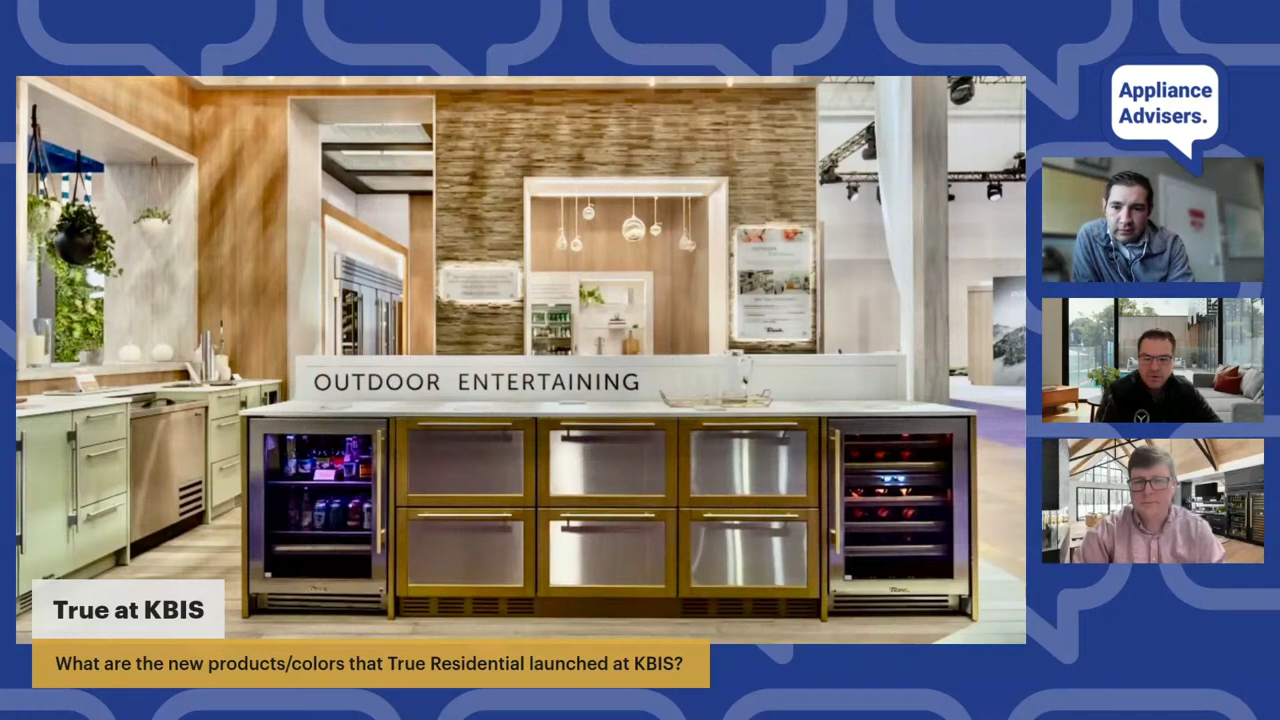 Appliance
Advisers.
OUTDOOR ENTERTAINING
True at KBIS
What are the new products/colors that True Residential launched at KBIS?